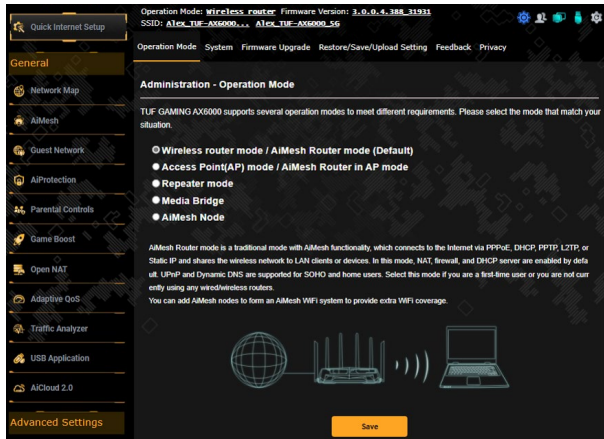 Quick Internet Setup
General
Network Map
AiMesh
Guest Network
AiProtection
Parental Controls
Game Boost
Open NAT
Adaptive QoS
Traffic Analyzer
USB Application
AiCloud 2.0
Advanced Settings
Operation Mode: Wireless router Firmware Version: 3.0.0.4.388_31931
SSID: Alex_TUF-AX6000... Alex_TUF-AX6000_5G
Operation Mode System Firmware Upgrade Restore/Save/Upload Setting Feedback Privacy
Administration - Operation Mode
TUF GAMING AX6000 supports several operation modes to meet different requirements. Please select the mode that match your
situation.
Wireless router mode / AiMesh Router mode (Default)
Access Point(AP) mode / AiMesh Router in AP mode
Repeater mode
Media Bridge
AiMesh Node
AiMesh Router mode is a traditional mode with AiMesh functionality, which connects to the Internet via PPPoE, DHCP, PPTP, L2TP, or
Static IP and shares the wireless network to LAN clients or devices. In this mode, NAT, firewall, and DHCP server are enabled by defa
ult. UPnP and Dynamic DNS are supported for SOHO and home users. Select this mode if you are a first-time user or you are not curr
ently using any wired/wireless routers.
You can add AiMesh nodes to form an AiMesh WiFi system to provide extra WiFi coverage.
Save